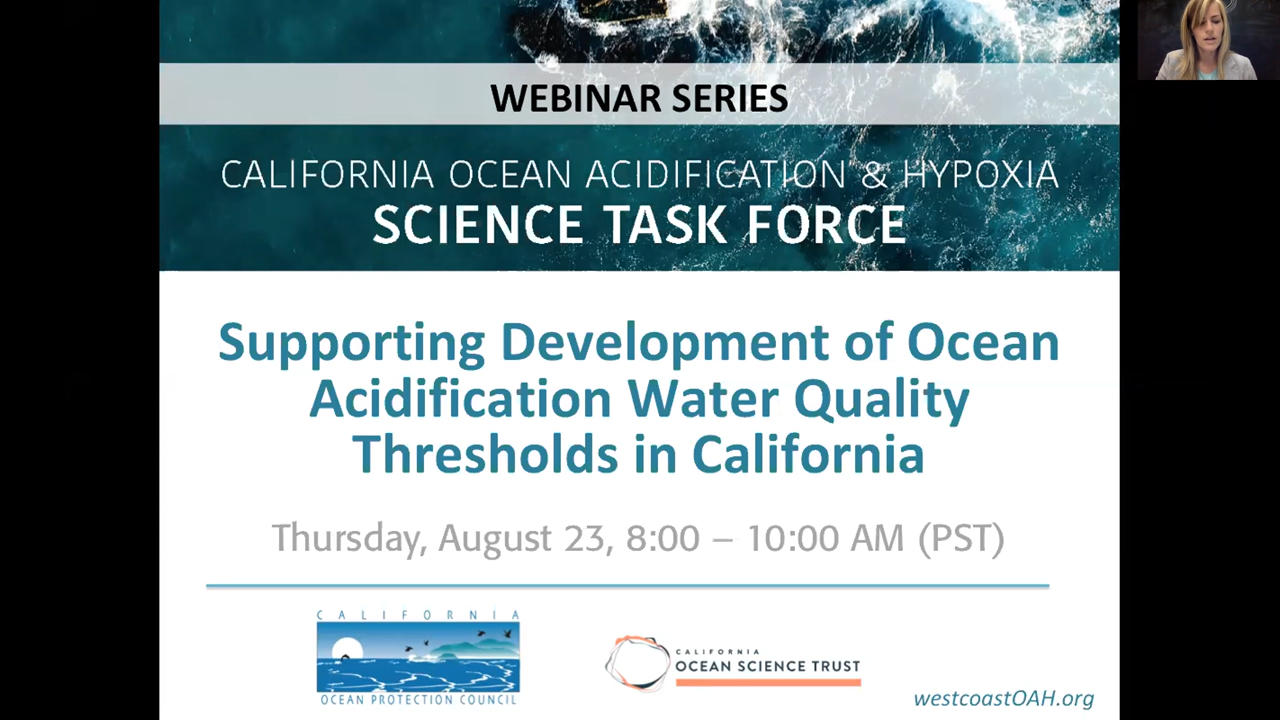 WEBINAR SERIES
CALIFORNIA OCEAN ACIDIFICATION & HYPOXIA
SCIENCE TASK FORCE
Supporting Development of Ocean
Acidification Water Quality
Thresholds in California
Thursday, August 23, 8:00 – 10:00 AM (PST)
CALIFORNIA
OCEAN PROTECTION COUNCIL
CALIFORNIA
OCEAN SCIENCE TRUST
westcoastOAH.org